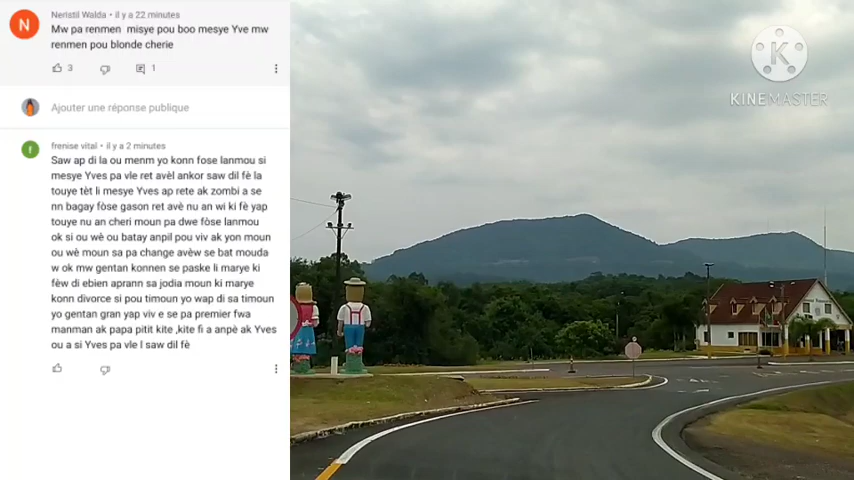 Neristil Walda • il y a 22 minutes
Mw pa renmen misye pou boo mesye Yve mw
renmen pou blonde cherie
3
1
Ajouter une réponse publique
frenise vital • il y a 2 minutes
Saw ap di la ou menm yo konn fose lanmou si
mesye Yves pa vle ret avèl ankor saw dil fè la
touye tèt li mesye Yves ap rete ak zombi a se
nn bagay fòse gason ret avè nu an wi ki fè yap
touye nu an cheri moun pa dwe fòse lanmou
ok si ou wè ou batay anpil pou viv ak yon moun
ou wè moun sa pa change avèw se bat mouda
w ok mw gentan konnen se paske li marye ki
fèw di ebien aprann sa jodia moun ki marye
konn divorce si pou timoun yo wap di sa timoun
yo gentan gran yap viv e se pa premier fwa
manman ak papa pitit kite ,kite fi a anpè ak Yves
ou a si Yves pa vle l saw dil fè
KINEMASTER